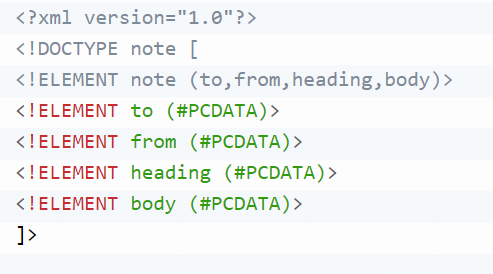 <?xml version="1.0"?>
<!DOCTYPE note [
<!ELEMENT note (to,from,heading,body)>
<!ELEMENT to (#PCDATA)>
<!ELEMENT from (#PCDATA)>
<!ELEMENT heading (#PCDATA)>
<!ELEMENT body (#PCDATA)>
]>